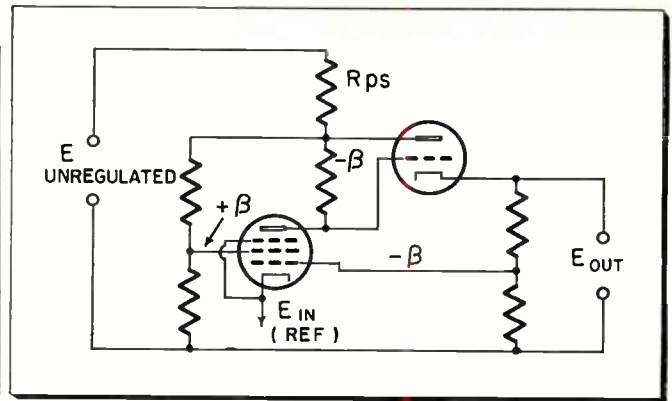 Rps
E
UNREGULATED
-β
+β
-β
E IN
( REF )
E OUT